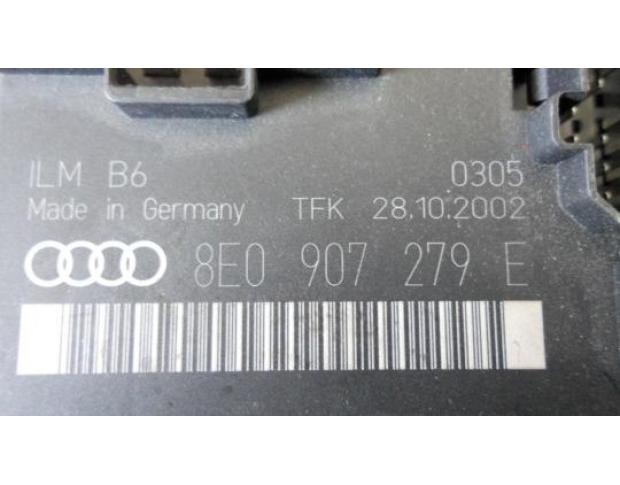 ILM B6 0305
Made in Germany TFK 28.10.2002
8E0 907 279 E